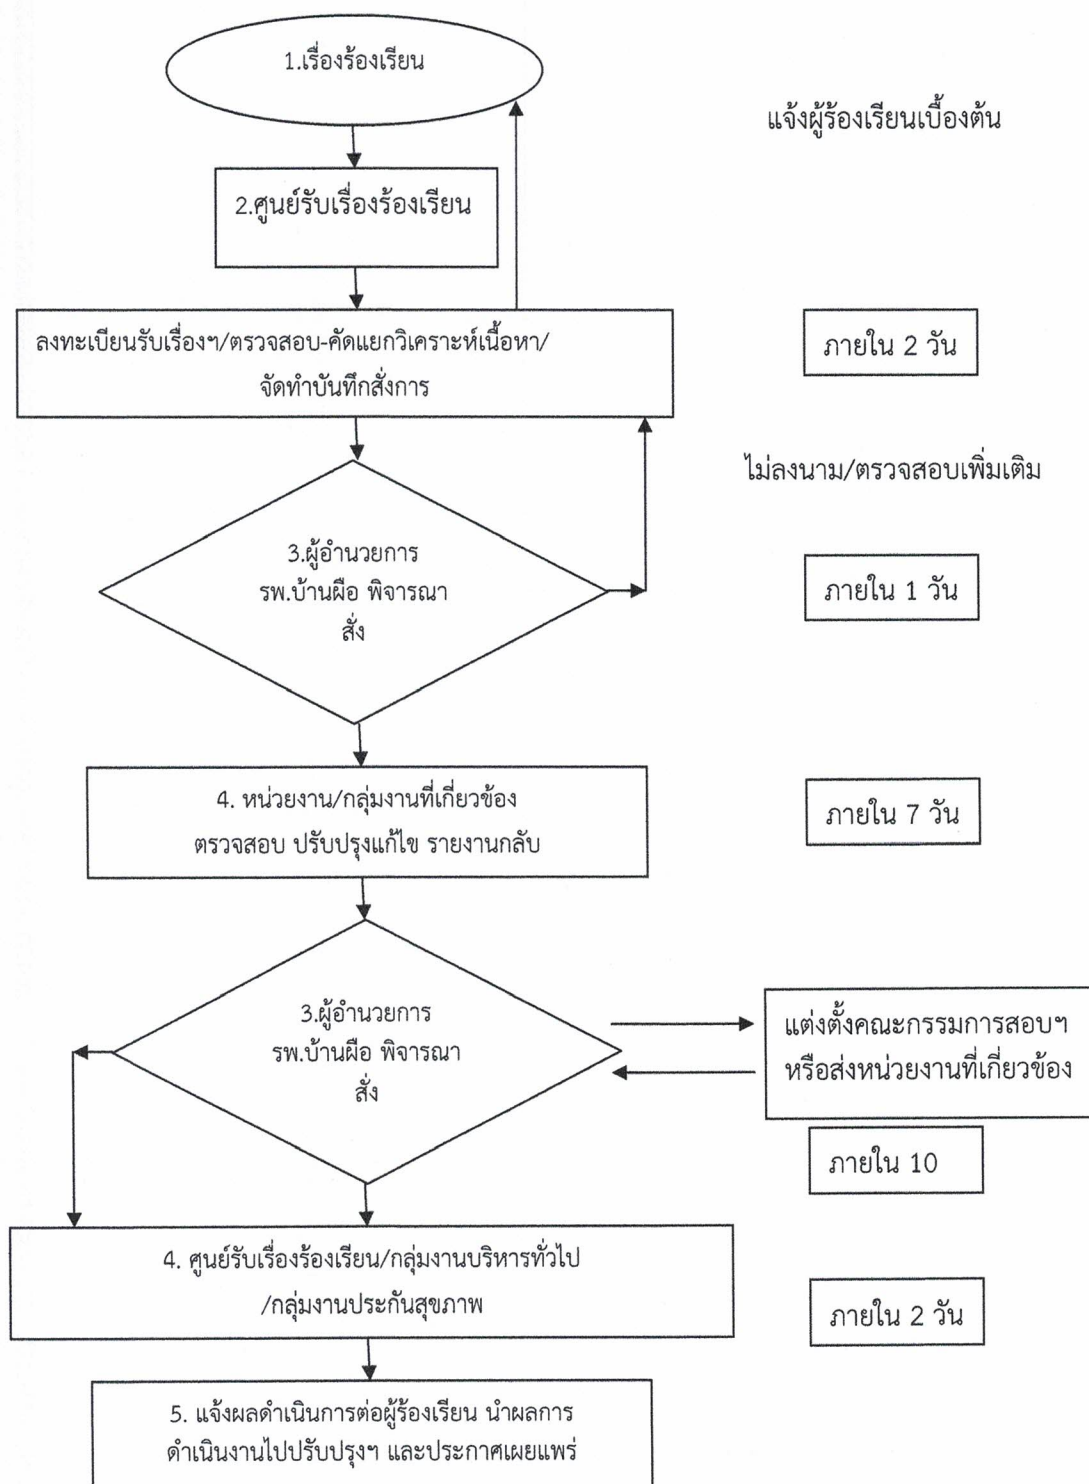 1.เรื่องร้องเรียน
แจ้งผู้ร้องเรียนเบื้องต้น
2.ศูนย์รับเรื่องร้องเรียน
ลงทะเบียนรับเรื่องฯ/ตรวจสอบ-คัดแยกวิเคราะห์เนื้อหา/
จัดทำบันทึกสั่งการ
ภายใน 2 วัน
ไม่ลงนาม/ตรวจสอบเพิ่มเติม
3.ผู้อำนวยการ
รพ.บ้านผือ พิจารณา
สั่ง
ภายใน 1 วัน
4. หน่วยงาน/กลุ่มงานที่เกี่ยวข้อง
ตรวจสอบ ปรับปรุงแก้ไข รายงานกลับ
ภายใน 7 วัน
3.ผู้อำนวยการ
รพ.บ้านผือ พิจารณา
สั่ง
แต่งตั้งคณะกรรมการสอบฯ
หรือส่งหน่วยงานที่เกี่ยวข้อง
ภายใน 10
4. ศูนย์รับเรื่องร้องเรียน/กลุ่มงานบริหารทั่วไป
/กลุ่มงานประกันสุขภาพ
ภายใน 2 วัน
5. แจ้งผลดำเนินการต่อผู้ร้องเรียน นำผลการ
ดำเนินงานไปปรับปรุงฯ และประกาศเผยแพร่